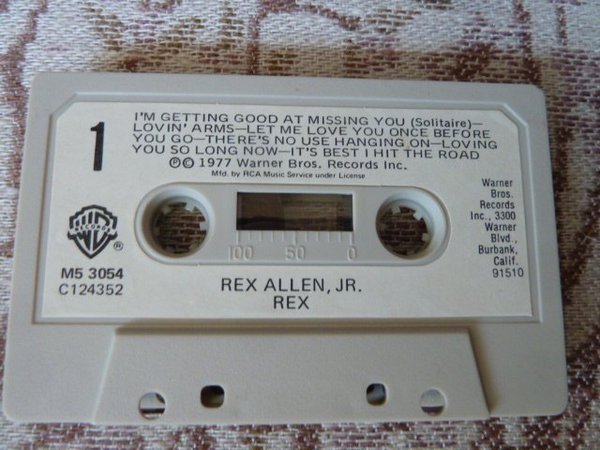 1
I'M GETTING GOOD AT MISSING YOU (Solitaire)—
LOVIN' ARMS—LET ME LOVE YOU ONCE BEFORE
YOU GO—THERE'S NO USE HANGING ON—LOVING
YOU SO LONG NOW—IT'S BEST I HIT THE ROAD
℗© 1977 Warner Bros. Records Inc.
Mfd. by RCA Music Service under License
Warner
Bros.
Records
Inc., 3300
Warner
Blvd.,
Burbank,
Calif.
91510
RECORDS
®
M5 3054
C124352
100 50 0
REX ALLEN, JR.
REX